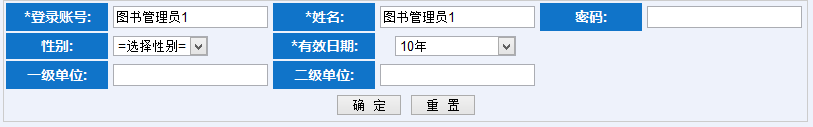 *登录账号: 图书管理员1 *姓名: 图书管理员1 密码:
性别: =选择性别= *有效日期: 10年
一级单位: 二级单位:
确 定 重 置